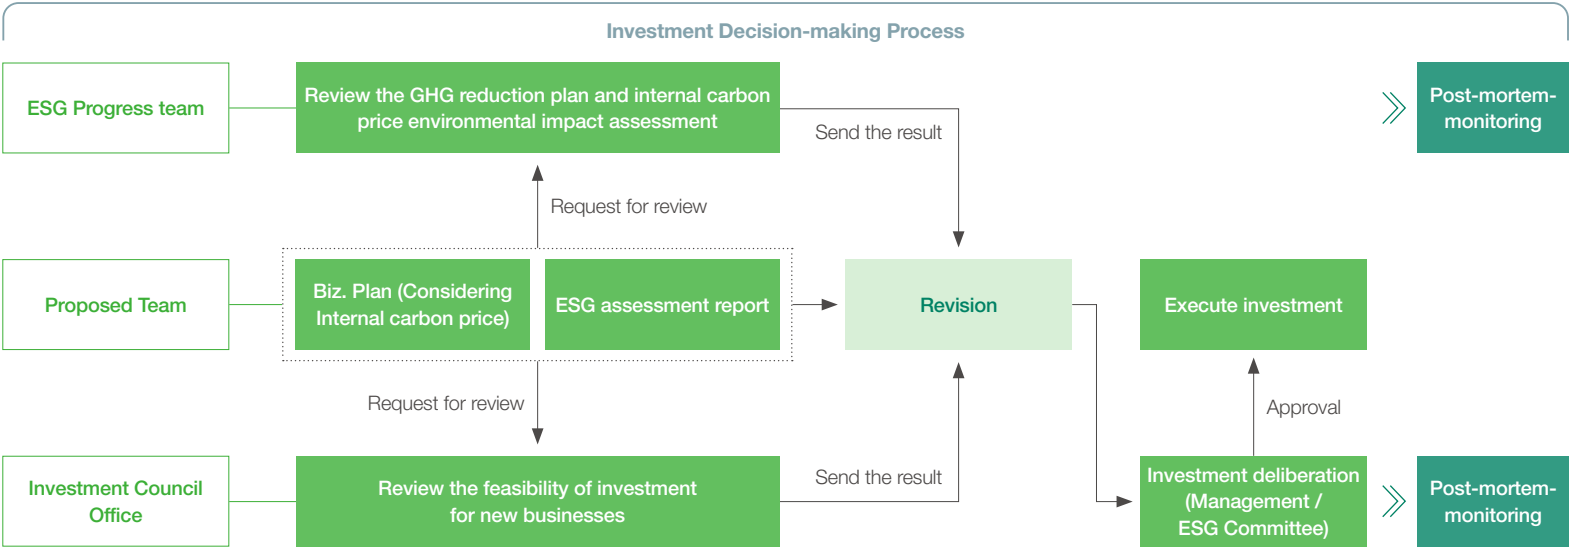 Investment Decision-making Process
ESG Progress team
Review the GHG reduction plan and internal carbon
price environmental impact assessment
Send the result
Post-mortem-
monitoring
Request for review
Proposed Team
Biz. Plan (Considering
Internal carbon price)
ESG assessment report
Revision
Execute investment
Request for review
Approval
Investment Council
Office
Review the feasibility of investment
for new businesses
Send the result
Investment deliberation
(Management /
ESG Committee)
Post-mortem-
monitoring